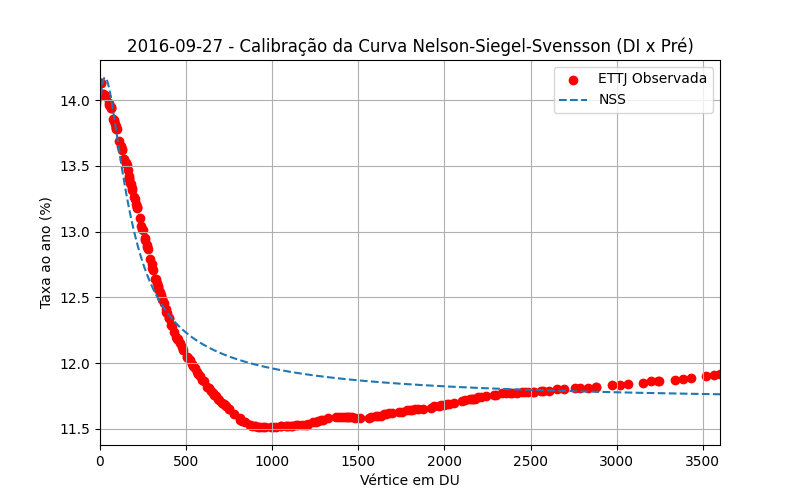 2016-09-27 - Calibração da Curva Nelson-Siegel-Svensson (DI x Pré)
ETTJ Observada
NSS
Taxa ao ano (%)
14.0
13.5
13.0
12.5
12.0
11.5
0 500 1000 1500 2000 2500 3000 3500
Vértice em DU